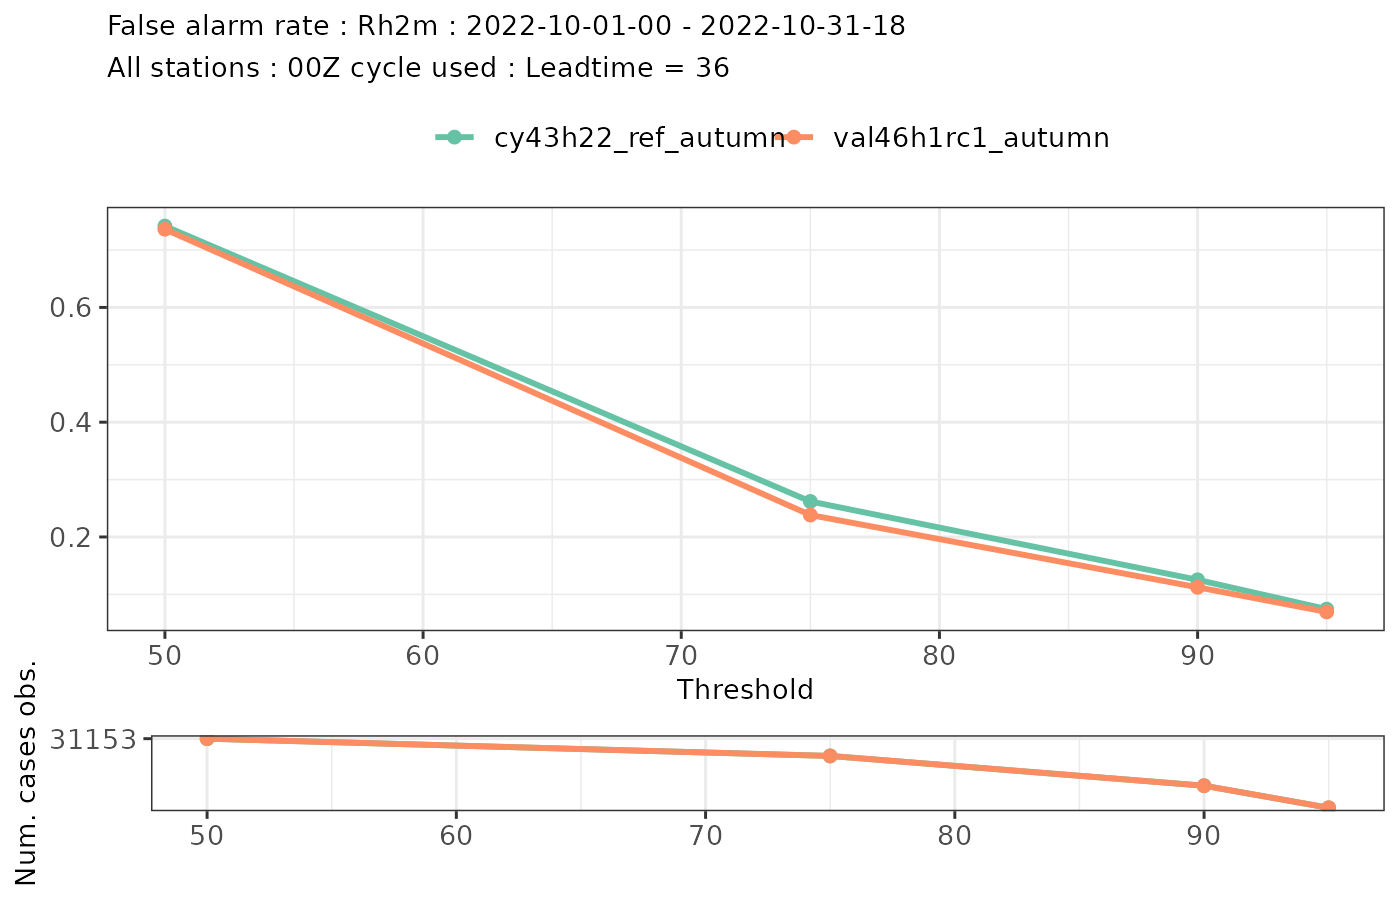 False alarm rate : Rh2m : 2022-10-01-00 - 2022-10-31-18
All stations : 00Z cycle used : Leadtime = 36
cy43h22_ref_autumn val46h1rc1_autumn
0.6
0.4
0.2
50 60 70 80 90
Threshold
Num. cases obs.
31153
50 60 70 80 90